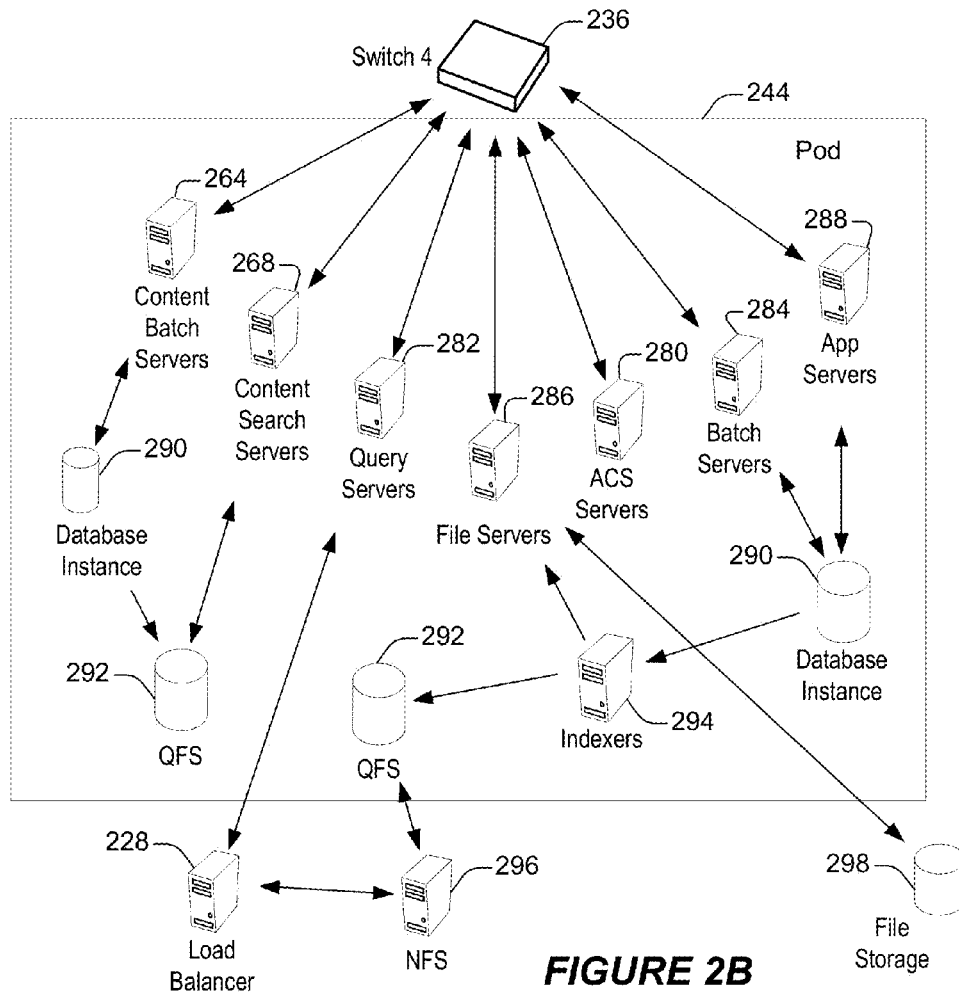 236
Switch 4
244
Pod
264
288
268
284
Content
Batch
Servers
282
280
App
Servers
286
Content
Search
Servers
290
Query
Servers
ACS
Servers
Batch
Servers
Database
Instance
File Servers
290
292
292
Database
Instance
294
QFS
QFS
Indexers
228
296
298
Load
Balancer
NFS
File
Storage
FIGURE 2B